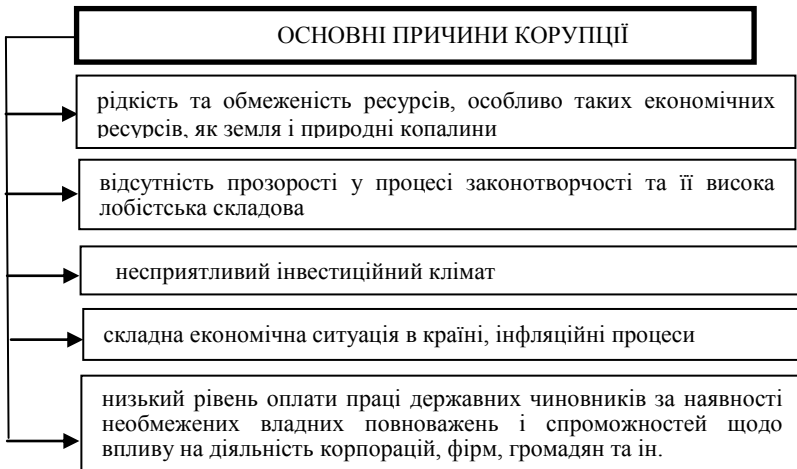 ОСНОВНІ ПРИЧИНИ КОРУПЦІЇ
рідкість та обмеженість ресурсів, особливо таких економічних
ресурсів, як земля і природні копалини
відсутність прозорості у процесі законотворчості та її висока
лобістська складова
несприятливий інвестиційний клімат
складна економічна ситуація в країні, інфляційні процеси
низький рівень оплати праці державних чиновників за наявності
необмежених владних повноважень і спроможностей щодо
впливу на діяльність корпорацій, фірм, громадян та ін.